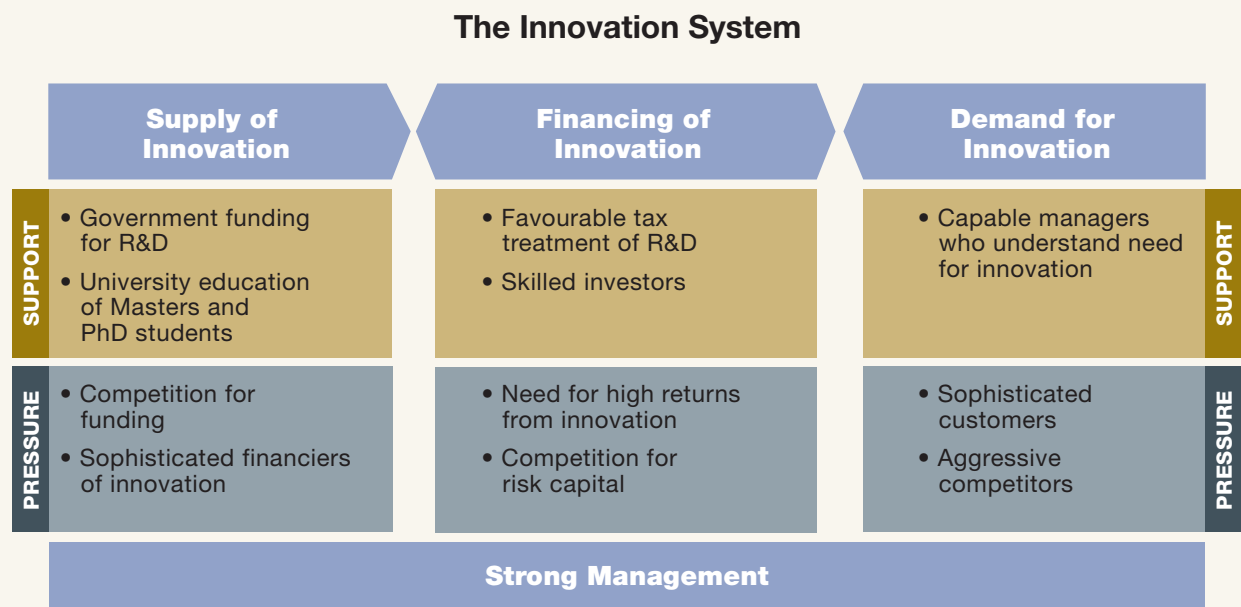 The Innovation System
Supply of
Innovation
Financing of
Innovation
Demand for
Innovation
SUPPORT
• Government funding
for R&D
• University education
of Masters and
PhD students
• Favourable tax
treatment of R&D
• Skilled investors
• Capable managers
who understand need
for innovation
SUPPORT
PRESSURE
• Competition for
funding
• Sophisticated financiers
of innovation
• Need for high returns
from innovation
• Competition for
risk capital
• Sophisticated
customers
• Aggressive
competitors
PRESSURE
Strong Management